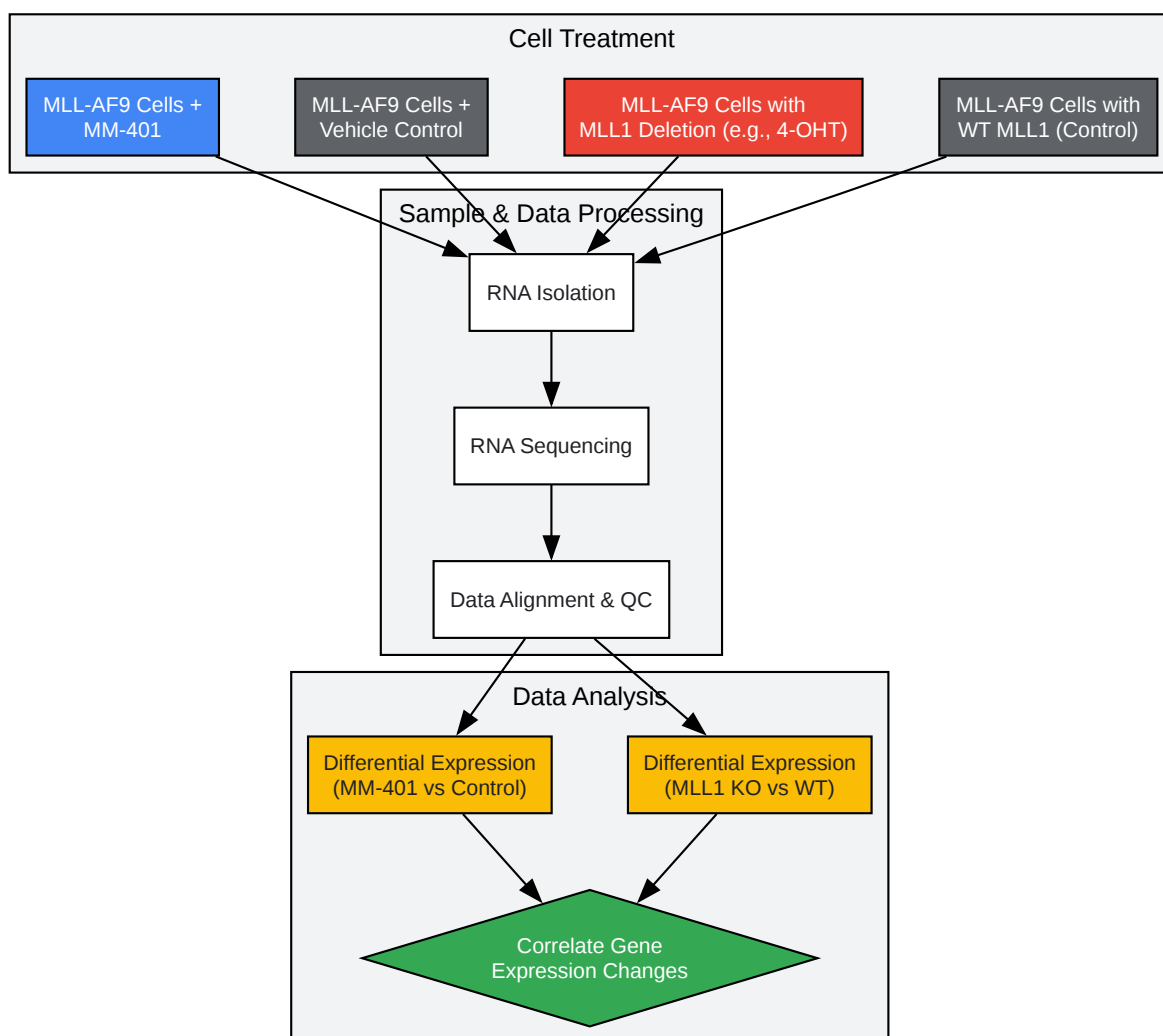 Cell Treatment
MLL-AF9 Cells +
MM-401
MLL-AF9 Cells +
Vehicle Control
MLL-AF9 Cells with
MLL1 Deletion (e.g., 4-OHT)
MLL-AF9 Cells with
WT MLL1 (Control)
Sample & Data Processing
RNA Isolation
RNA Sequencing
Data Alignment & QC
Data Analysis
Differential Expression
(MM-401 vs Control)
Differential Expression
(MLL1 KO vs WT)
Correlate Gene
Expression Changes